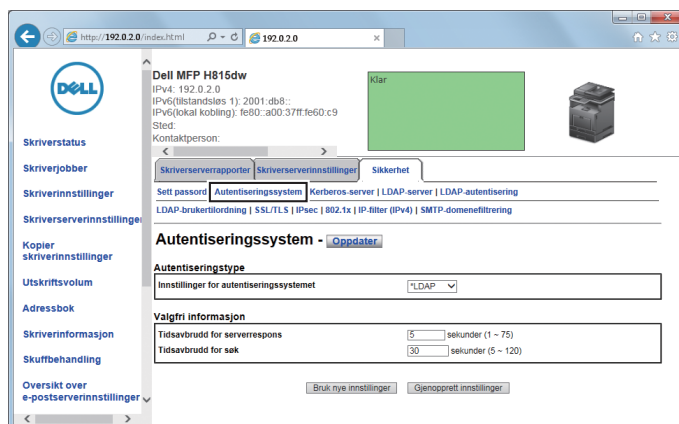 http://192.0.2.0/index.html
192.0.2.0
DELL
Dell MFP H815dw
IPv4: 192.0.2.0
IPv6(tilstandsløs 1): 2001:db8::
IPv6(lokal kobling): fe80::a00:37ff:fe60:c9
Sted:
Kontaktperson:
Klar
Skriverstatus
Skriverjobber
Skriverinnstillinger
Skriverserverinnstillinger
Kopier
skriverinnstillinger
Utskriftsvolum
Adressbok
Skriverinformasjon
Skuffbehandling
Oversikt over
e-postserverinnstillinger
Skriverserverrapporter
Skriverserverinnstillinger
Sikkerhet
Sett passord | Autentiseringssystem | Kerberos-server | LDAP-server | LDAP-autentisering
LDAP-brukertilordning | SSL/TLS | IPsec | 802.1x | IP-filter (IPv4) | SMTP-domenefiltrering
Autentiseringssystem - Oppdater
Autentiseringstype
Innstillinger for autentiseringssystemet *LDAP
Valgfri informasjon
Tidsavbrudd for serverrespons 5 sekunder (1 ~ 75)
Tidsavbrudd for søk 30 sekunder (5 ~ 120)
Bruk nye innstillinger
Gjenopprett innstillinger